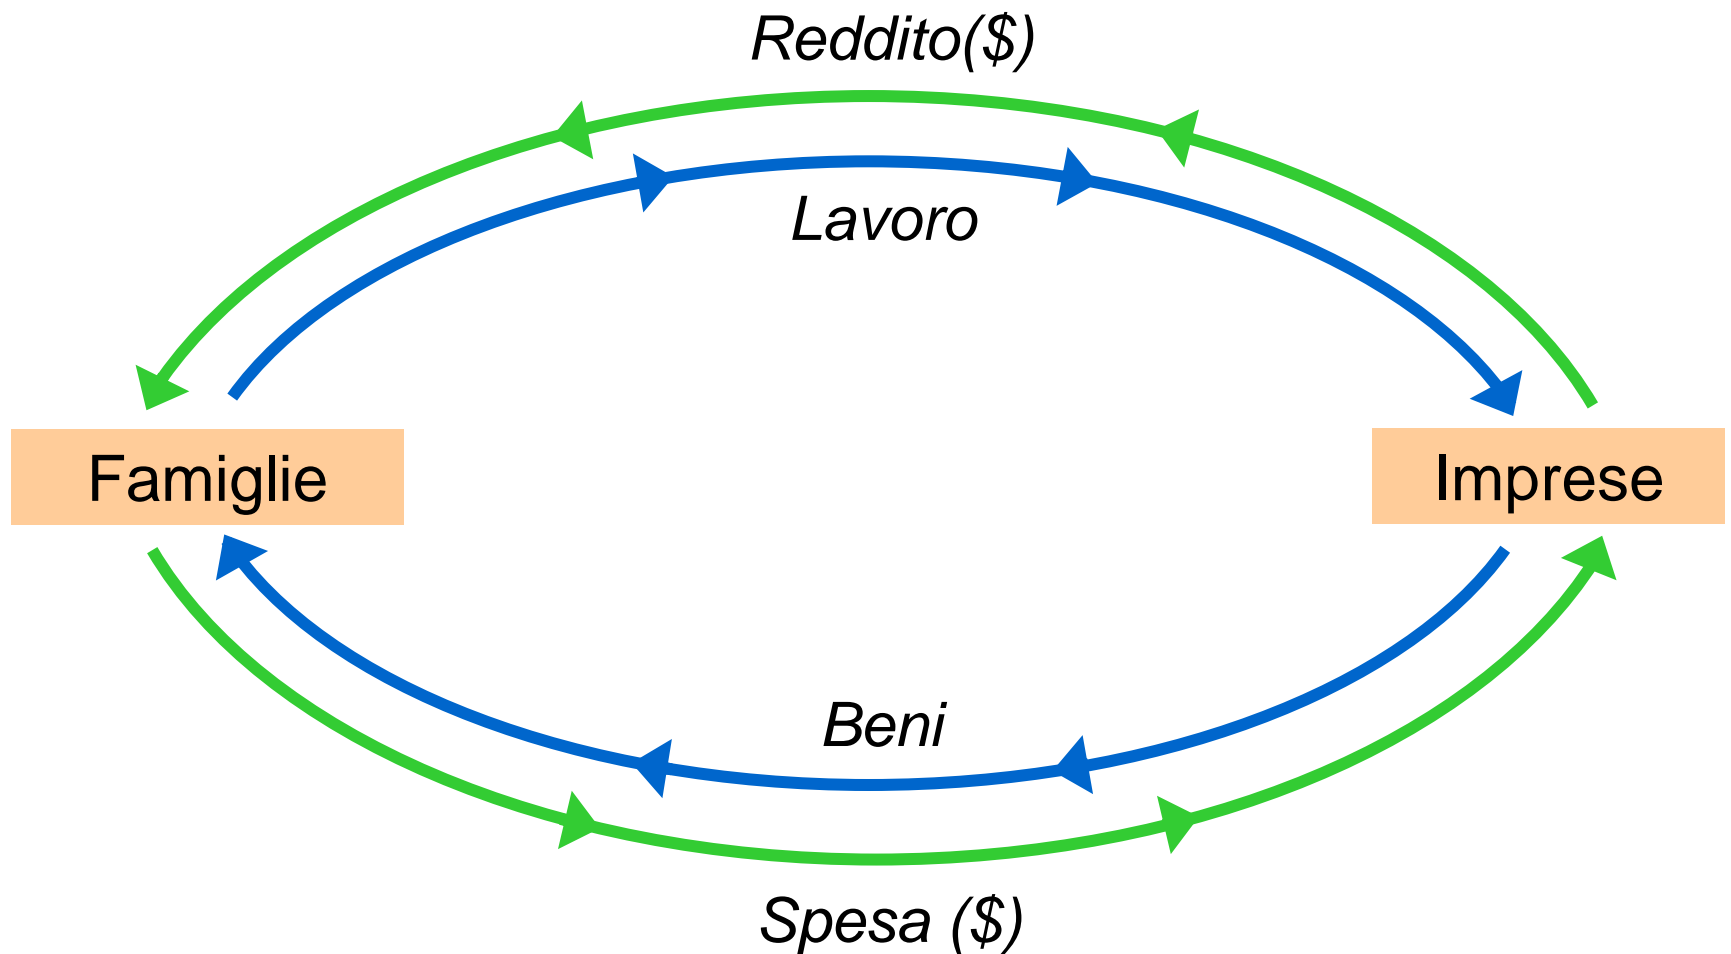 Reddito($)
Lavoro
Famiglie
Imprese
Beni
Spesa ($)